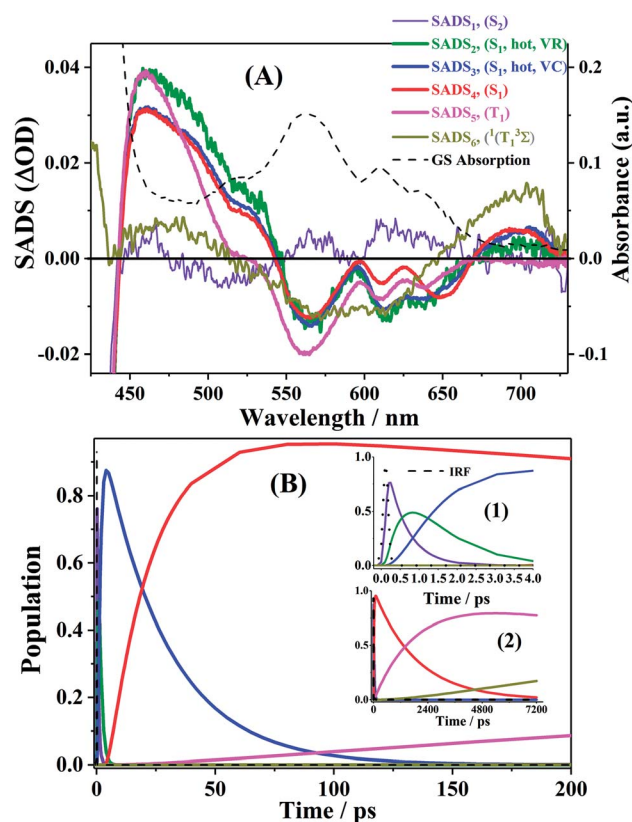 SADS1, (S2)
SADS2, (S1, hot, VR)
SADS3, (S1, hot, VC)
SADS4, (S1)
SADS5, (T1)
SADS6, (1(T1 3Σ)
GS Absorption
(A)
SADS (ΔOD)
0.04
0.02
0.00
-0.02
Absorbance (a.u.)
0.2
0.1
0.0
-0.1
450 500 550 600 650 700
Wavelength / nm
(B)
Population
0.8
0.6
0.4
0.2
0.0
0 50 100 150 200
Time / ps
IRF
(1)
1.0
0.5
0.0
0.0 0.5 1.0 1.5 2.0 2.5 3.0 3.5 4.0
Time / ps
(2)
1.0
0.5
0.0
0 2400 4800 7200
Time / ps